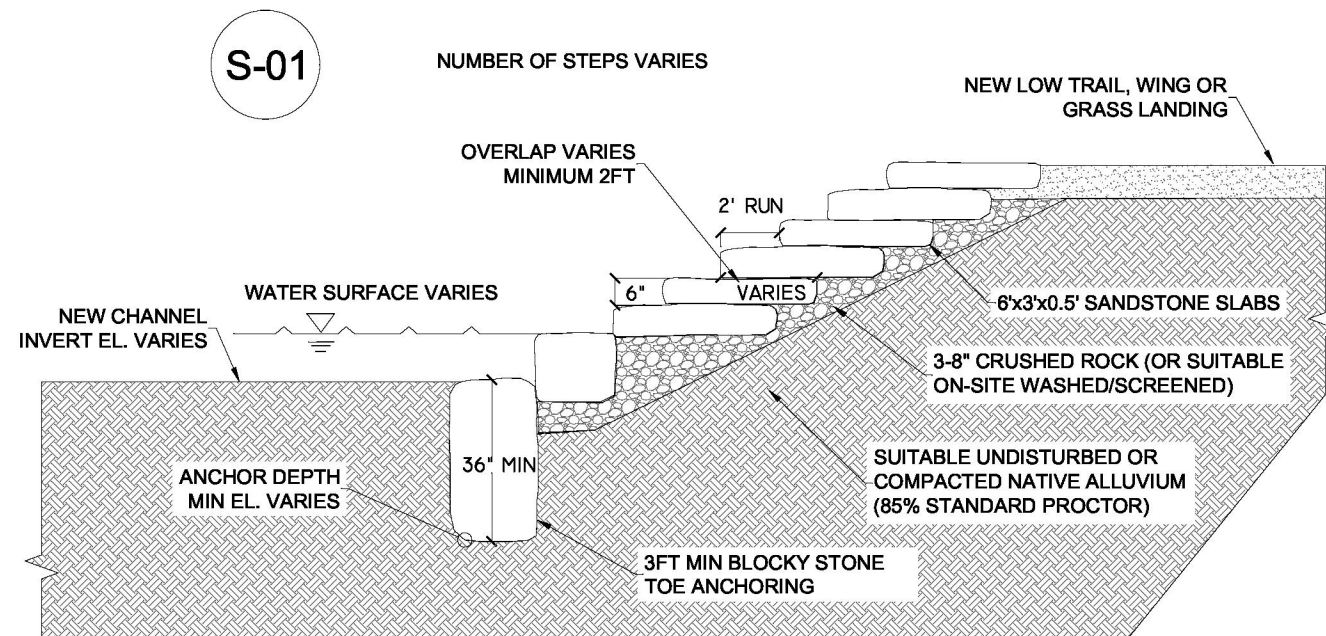 S-01
NUMBER OF STEPS VARIES
NEW LOW TRAIL, WING OR
GRASS LANDING
OVERLAP VARIES
MINIMUM 2FT
2' RUN
6"
VARIES
WATER SURFACE VARIES
NEW CHANNEL
INVERT EL. VARIES
6'x3'x0.5' SANDSTONE SLABS
3-8" CRUSHED ROCK (OR SUITABLE
ON-SITE WASHED/SCREENED)
36" MIN
ANCHOR DEPTH
MIN EL. VARIES
SUITABLE UNDISTURBED OR
COMPACTED NATIVE ALLUVIUM
(85% STANDARD PROCTOR)
3FT MIN BLOCKY STONE
TOE ANCHORING